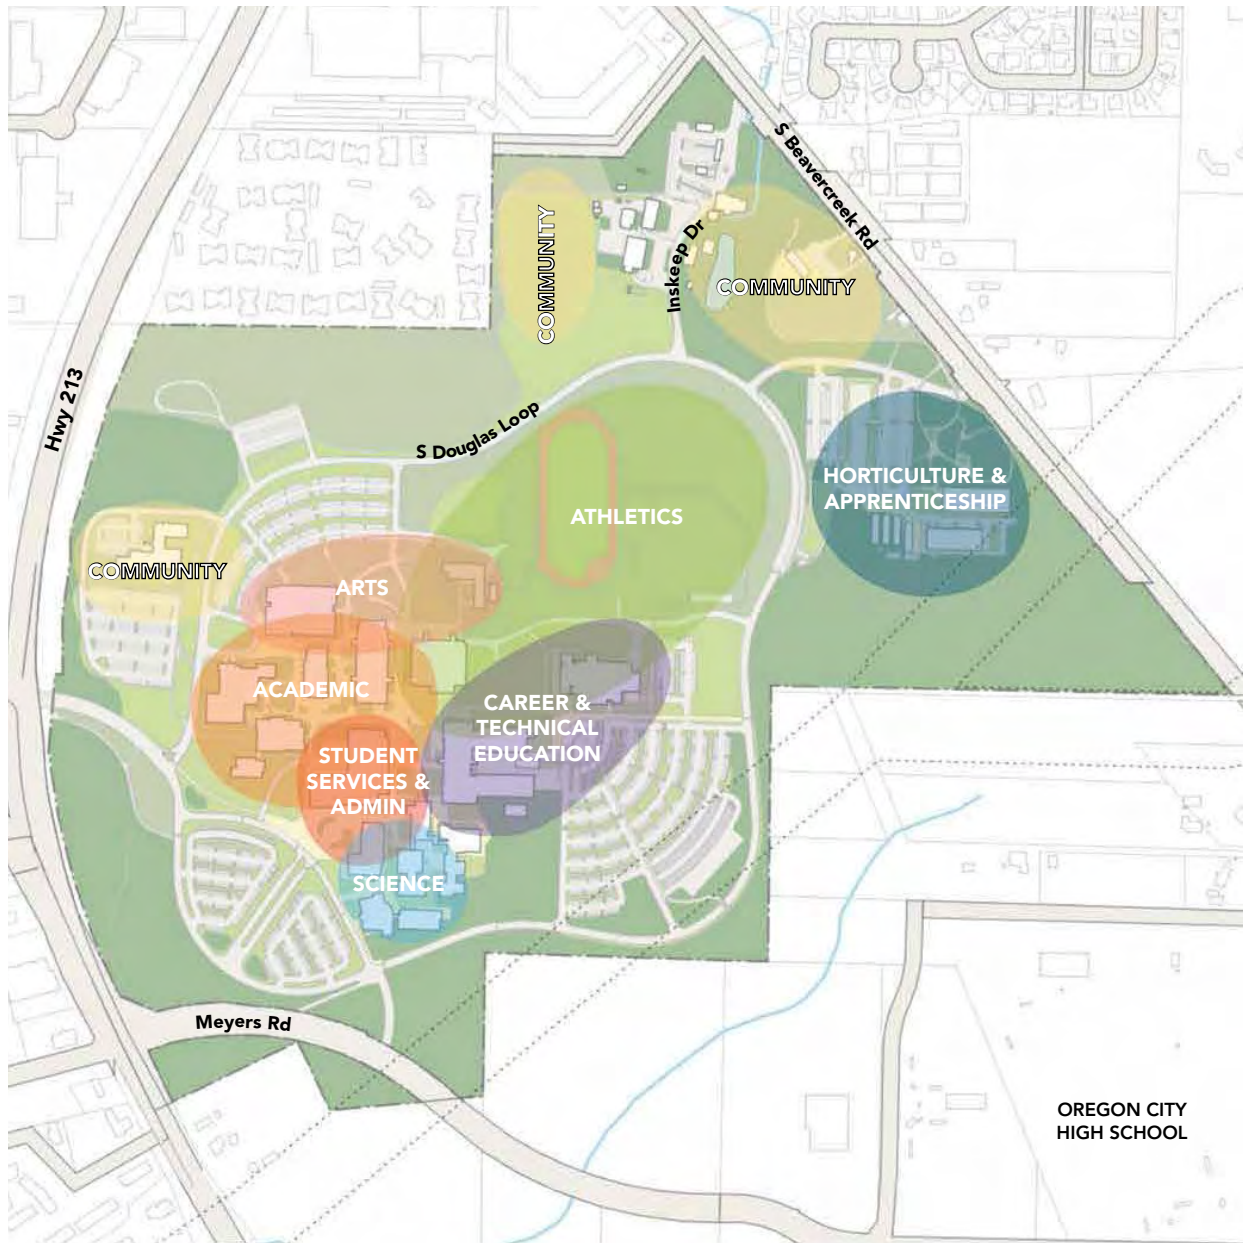 S Beavercreek Rd
COMMUNITY
Inskeep Dr
COMMUNITY
Hwy 213
S Douglas Loop
HORTICULTURE &
APPRENTICESHIP
ATHLETICS
COMMUNITY
ARTS
ACADEMIC
CAREER &
TECHNICAL
EDUCATION
STUDENT
SERVICES &
ADMIN
SCIENCE
Meyers Rd
OREGON CITY
HIGH SCHOOL